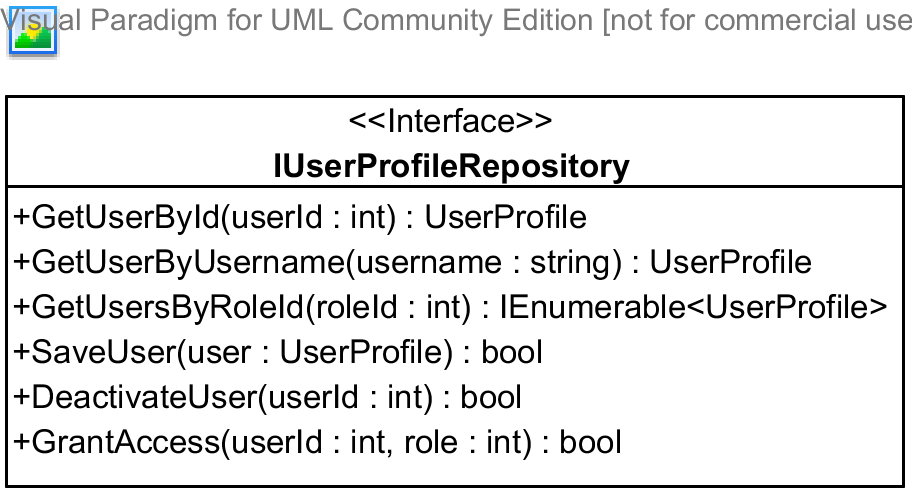 Visual Paradigm for UML Community Edition [not for commercial use
<<Interface>>
IUserProfileRepository
+GetUserById(userId : int) : UserProfile
+GetUserByUsername(username : string) : UserProfile
+GetUsersByRoleId(roleId : int) : IEnumerable<UserProfile>
+SaveUser(user : UserProfile) : bool
+DeactivateUser(userId : int) : bool
+GrantAccess(userId : int, role : int) : bool